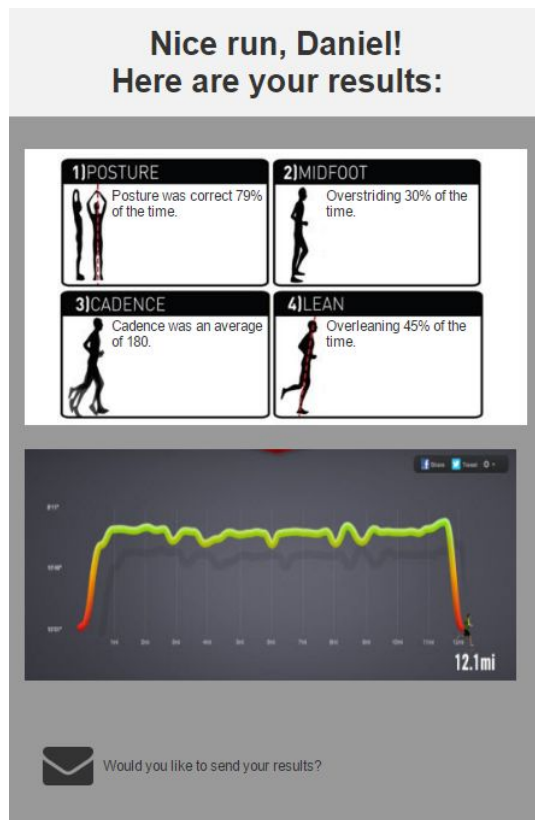 Nice run, Daniel!
Here are your results:
1)POSTURE
Posture was correct 79%
of the time.
2)MIDFOOT
Overstriding 30% of the
time.
3)CADENCE
Cadence was an average
of 180.
4)LEAN
Overleaning 45% of the
time.
Share Tweet
12.1mi
Would you like to send your results?